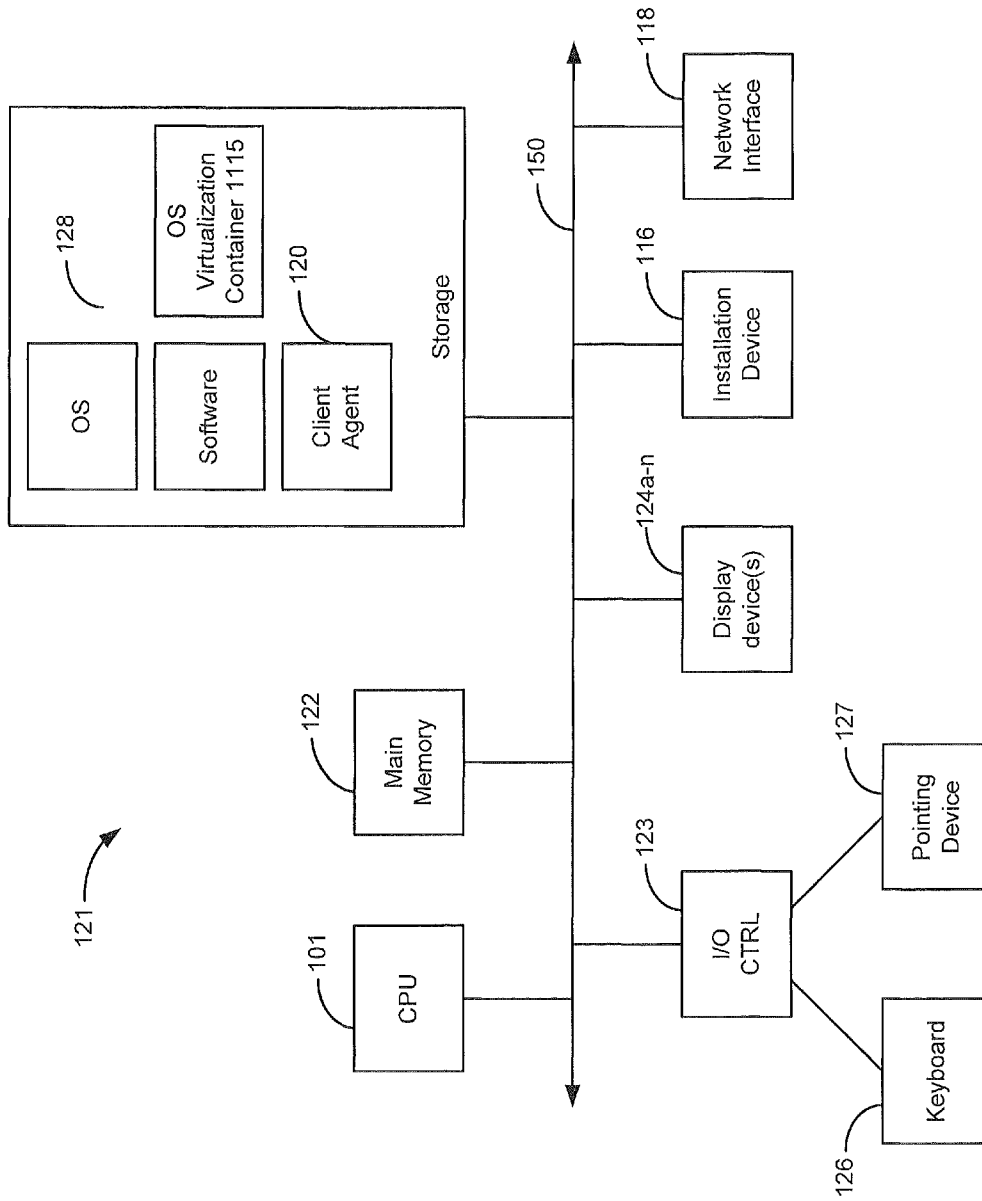 121
101
CPU
122
Main
Memory
128
OS
Software
120
Client
Agent
OS
Virtualization
Container 1115
Storage
150
123
I/O
CTRL
124a-n
Display
device(s)
116
Installation
Device
118
Network
Interface
126
Keyboard
127
Pointing
Device